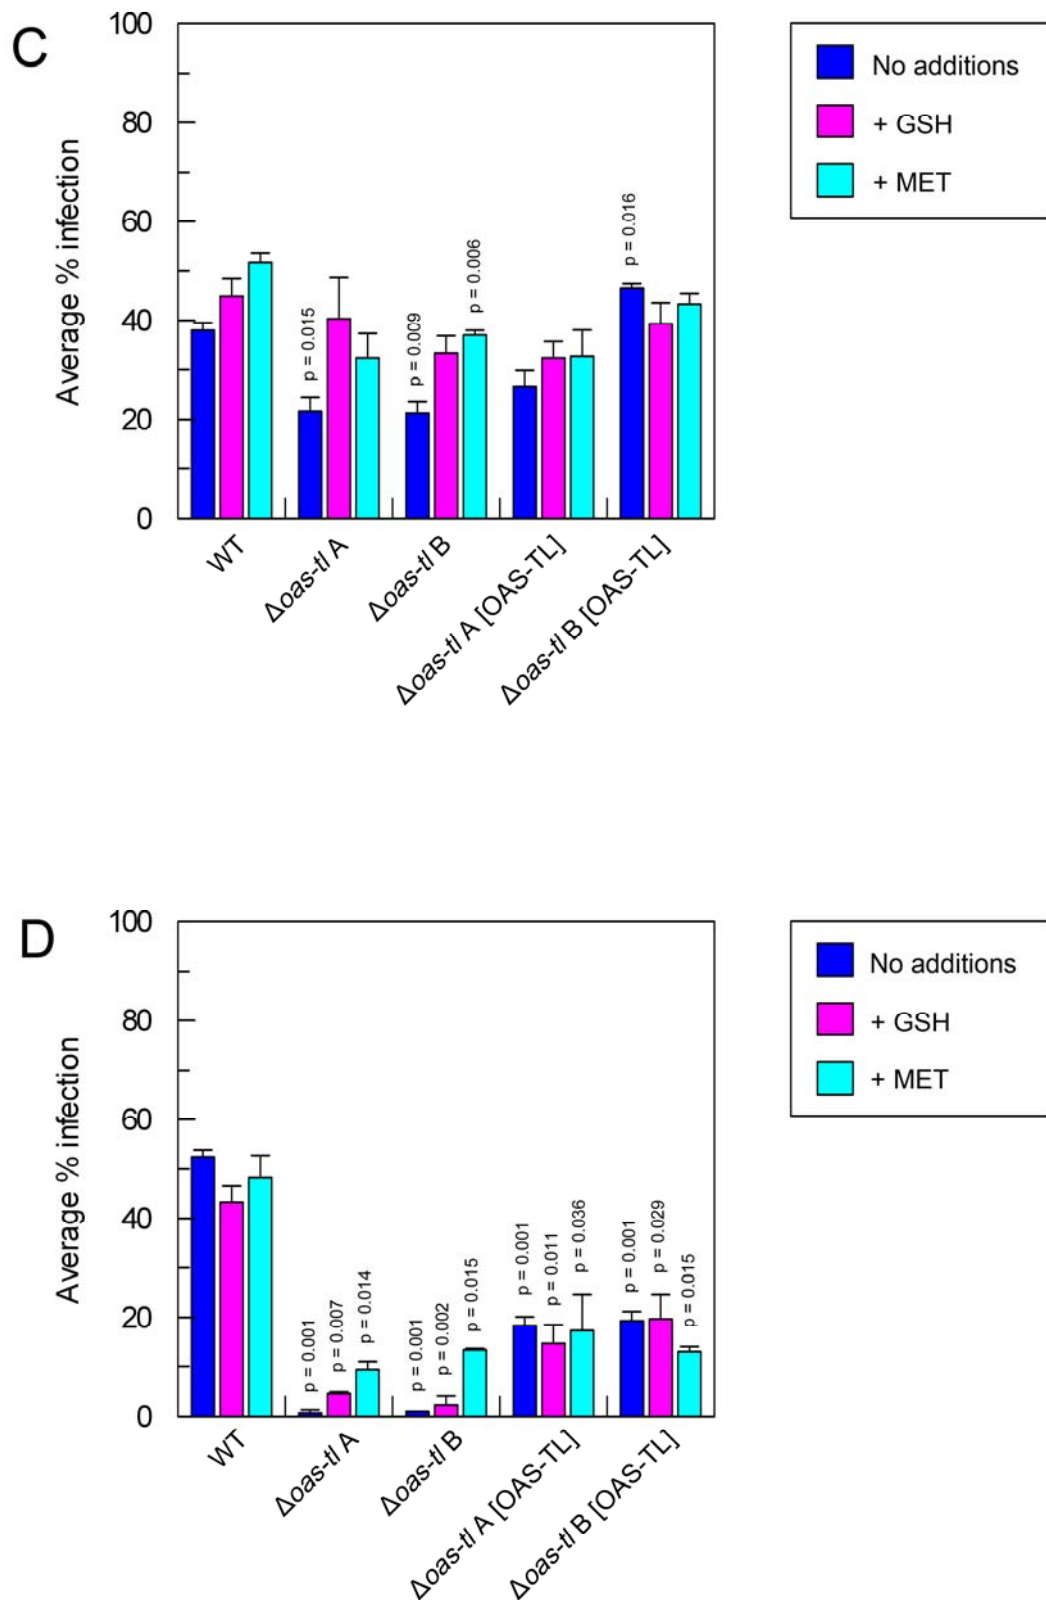 C
Average % infection
100
80
60
40
20
0
p = 0.015
p = 0.009
p = 0.006
p = 0.016
WT
Δoas-tl A
Δoas-tl B
Δoas-tl A [OAS-TL]
Δoas-tl B [OAS-TL]
No additions
+ GSH
+ MET
D
Average % infection
100
80
60
40
20
0
p = 0.001
p = 0.007
p = 0.014
p = 0.001
p = 0.002
p = 0.015
p = 0.001
p = 0.011
p = 0.036
p = 0.001
p = 0.029
p = 0.015
WT
Δoas-tl A
Δoas-tl B
Δoas-tl A [OAS-TL]
Δoas-tl B [OAS-TL]
No additions
+ GSH
+ MET